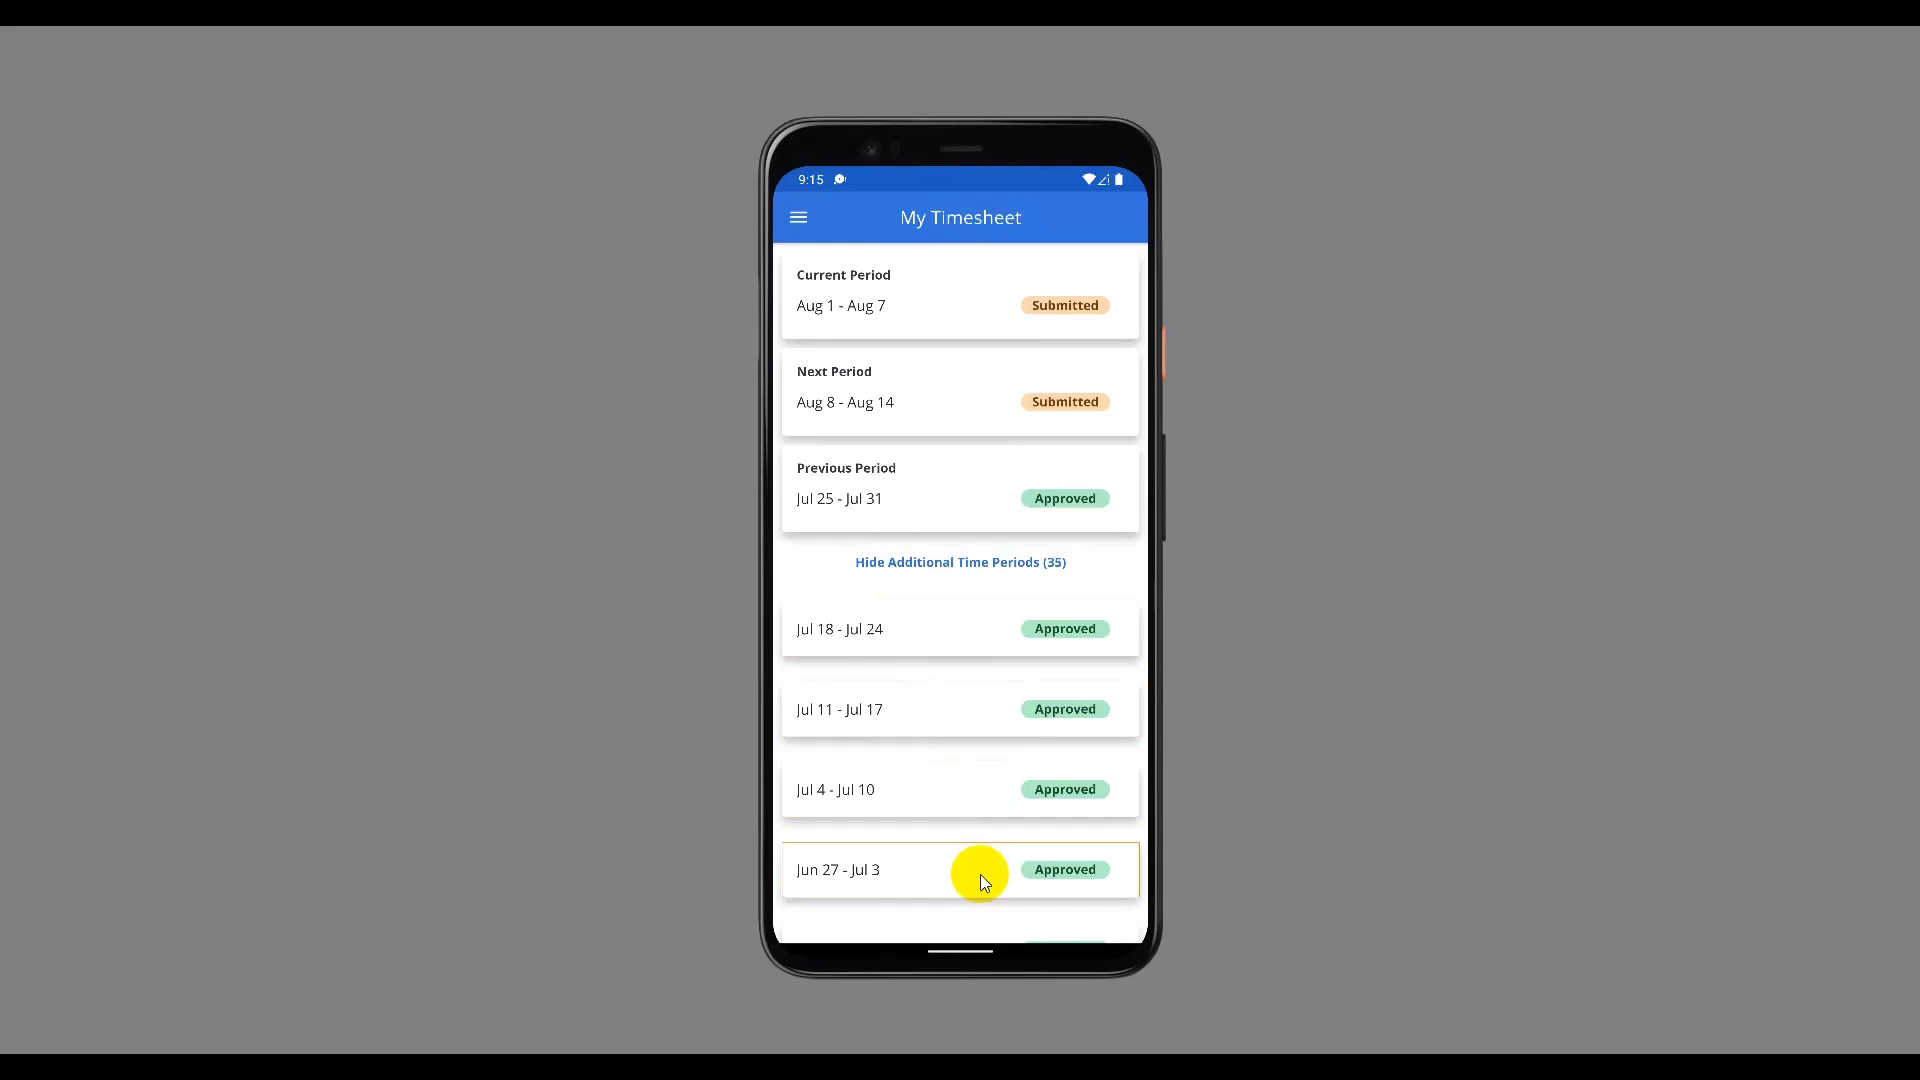 9:15
My Timesheet
Current Period
Aug 1 - Aug 7
Submitted
Next Period
Aug 8 - Aug 14
Submitted
Previous Period
Jul 25 - Jul 31
Approved
Hide Additional Time Periods (35)
Jul 18 - Jul 24
Approved
Jul 11 - Jul 17
Approved
Jul 4 - Jul 10
Approved
Jun 27 - Jul 3
Approved